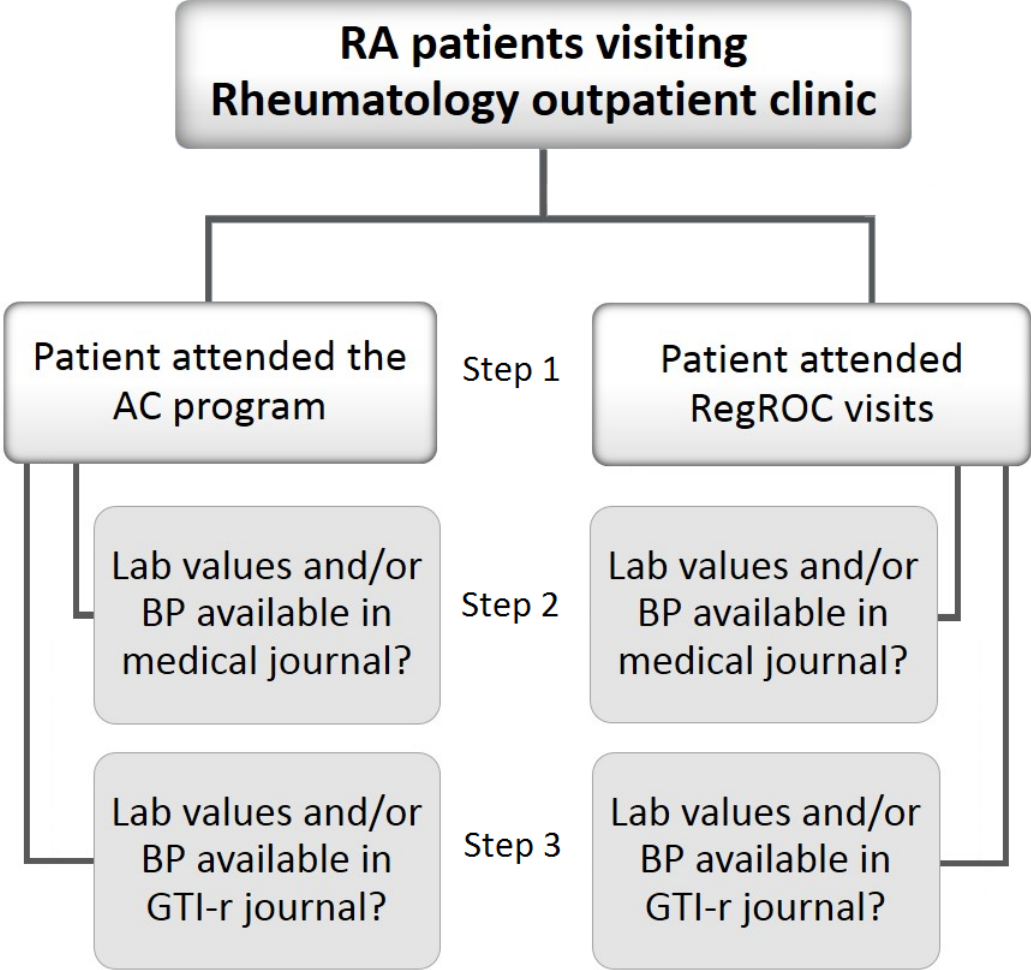 RA patients visiting
Rheumatology outpatient clinic
Patient attended the
AC program
Step 1
Patient attended
RegROC visits
Lab values and/or
BP available in
medical journal?
Step 2
Lab values and/or
BP available in
medical journal?
Lab values and/or
BP available in
GTI-r journal?
Step 3
Lab values and/or
BP available in
GTI-r journal?